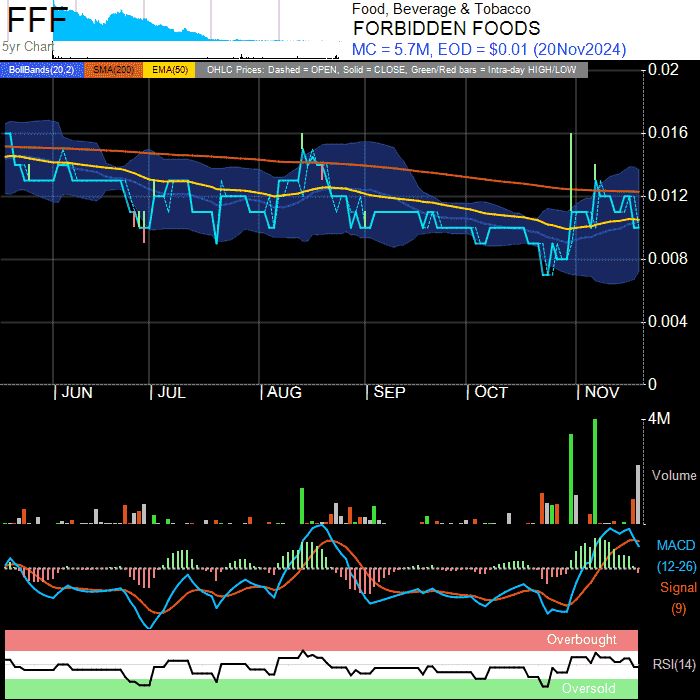 FFF
5yr Chart
Food, Beverage & Tobacco
FORBIDDEN FOODS
MC = 5.7M, EOD = $0.01 (20Nov2024)
BollBands(20,2) SMA(200) EMA(50) OHLC Prices: Dashed = OPEN, Solid = CLOSE, Green/Red bars = Intra-day HIGH/LOW
0.02
0.016
0.012
0.008
0.004
0
JUN JUL AUG SEP OCT NOV
4M
Volume
MACD
(12-26)
Signal
(9)
Overbought
RSI(14)
Oversold